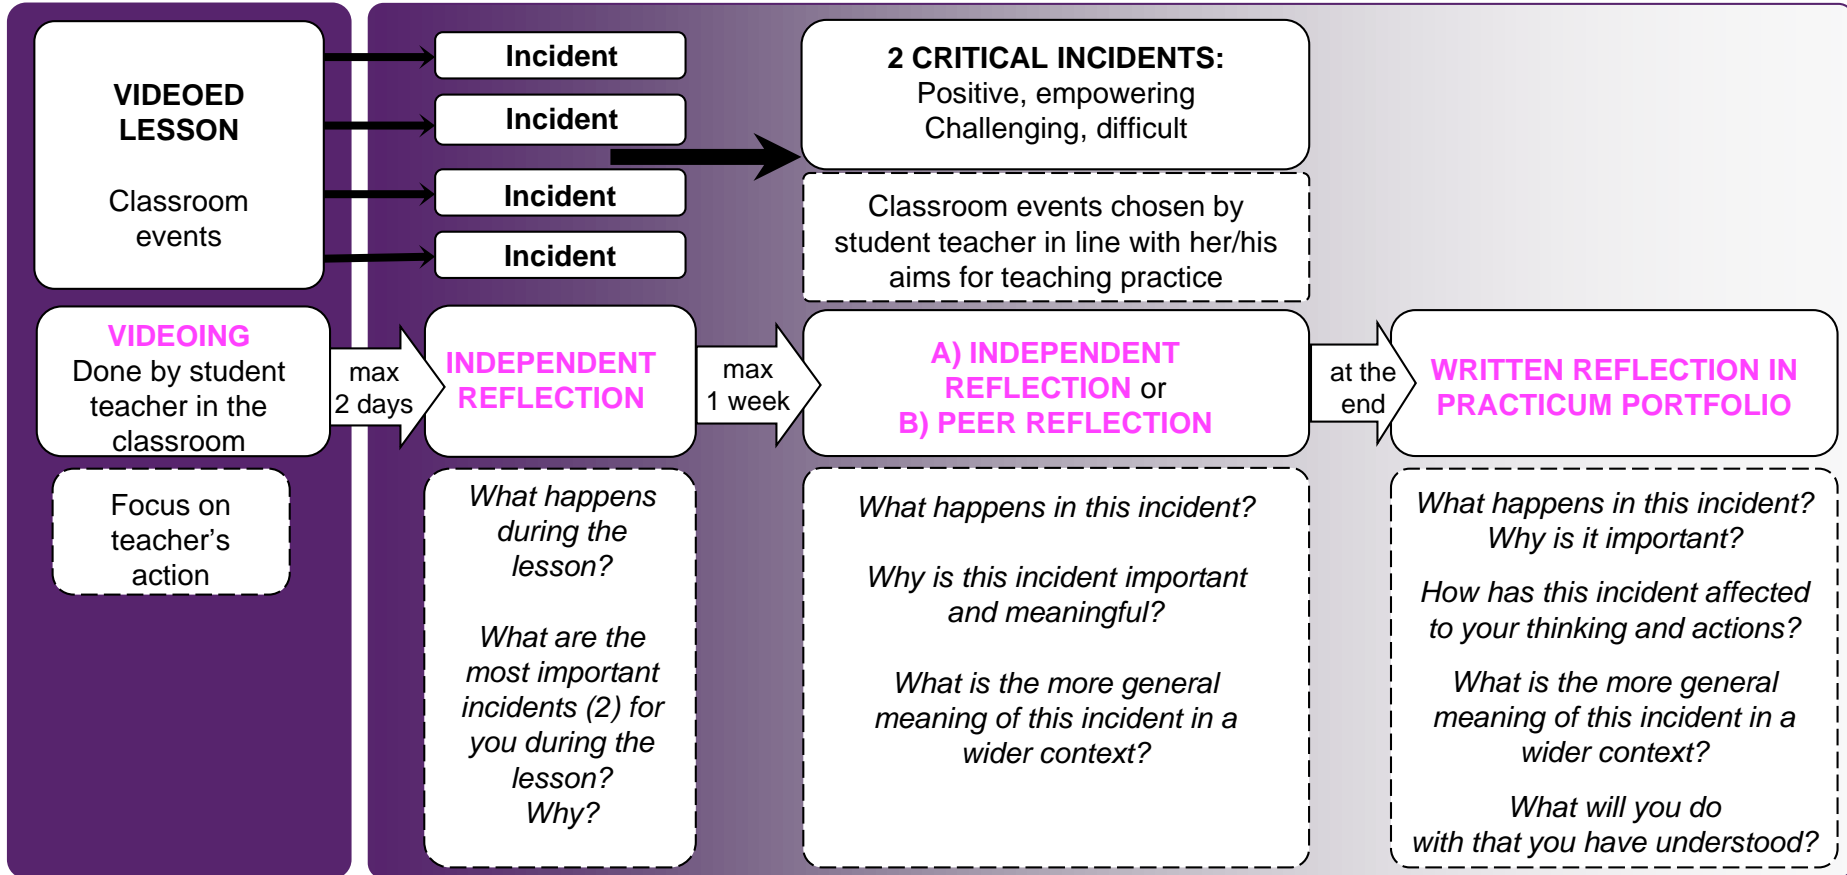 VIDEOED
LESSON
Classroom
events
Incident
Incident
Incident
Incident
2 CRITICAL INCIDENTS:
Positive, empowering
Challenging, difficult
Classroom events chosen by
student teacher in line with her/his
aims for teaching practice
VIDEOING
Done by student
teacher in the
classroom
max
2 days
INDEPENDENT
REFLECTION
max
1 week
A) INDEPENDENT
REFLECTION or
B) PEER REFLECTION
at the
end
WRITTEN REFLECTION IN
PRACTICUM PORTFOLIO
Focus on
teacher’s
action
What happens
during the
lesson?
What are the
most important
incidents (2) for
you during the
lesson?
Why?
What happens in this incident?
Why is this incident important
and meaningful?
What is the more general
meaning of this incident in a
wider context?
What happens in this incident?
Why is it important?
How has this incident affected
to your thinking and actions?
What is the more general
meaning of this incident in a
wider context?
What will you do
with that you have understood?